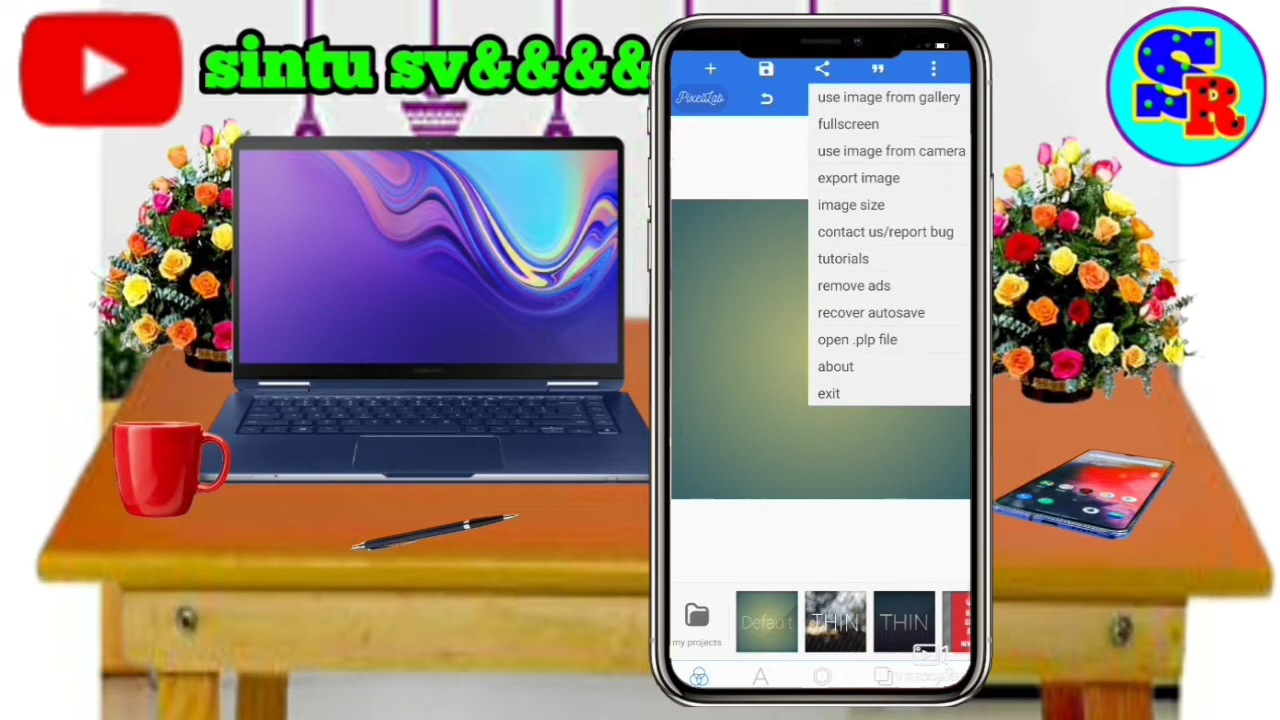 sintu sv&&&&
S
N R
PixelLab
use image from gallery
fullscreen
use image from camera
export image
image size
contact us/report bug
tutorials
remove ads
recover autosave
open .plp file
about
exit
my projects
Default
THIN
THIN
A